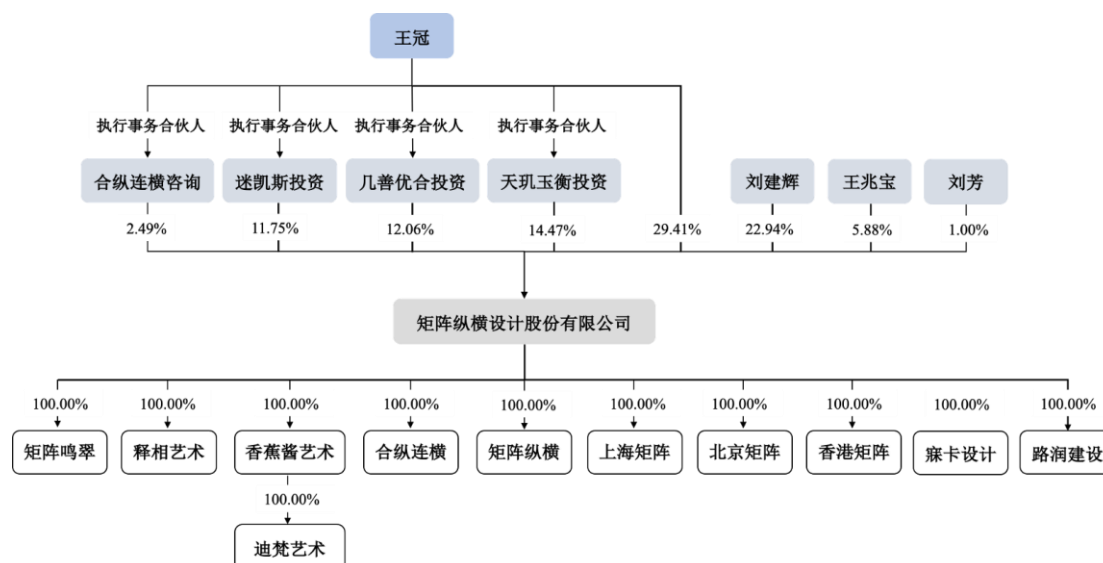 王冠
执行事务合伙人 执行事务合伙人 执行事务合伙人 执行事务合伙人
合纵连横咨询 迷凯斯投资 几善优合投资 天玑玉衡投资 刘建辉 王兆宝 刘芳
2.49% 11.75% 12.06% 14.47% 29.41% 22.94% 5.88% 1.00%
矩阵纵横设计股份有限公司
100.00% 100.00% 100.00% 100.00% 100.00% 100.00% 100.00% 100.00% 100.00% 100.00%
矩阵鸣翠 释相艺术 香蕉酱艺术 合纵连横 矩阵纵横 上海矩阵 北京矩阵 香港矩阵 寐卡设计 路润建设
100.00%
迪梵艺术